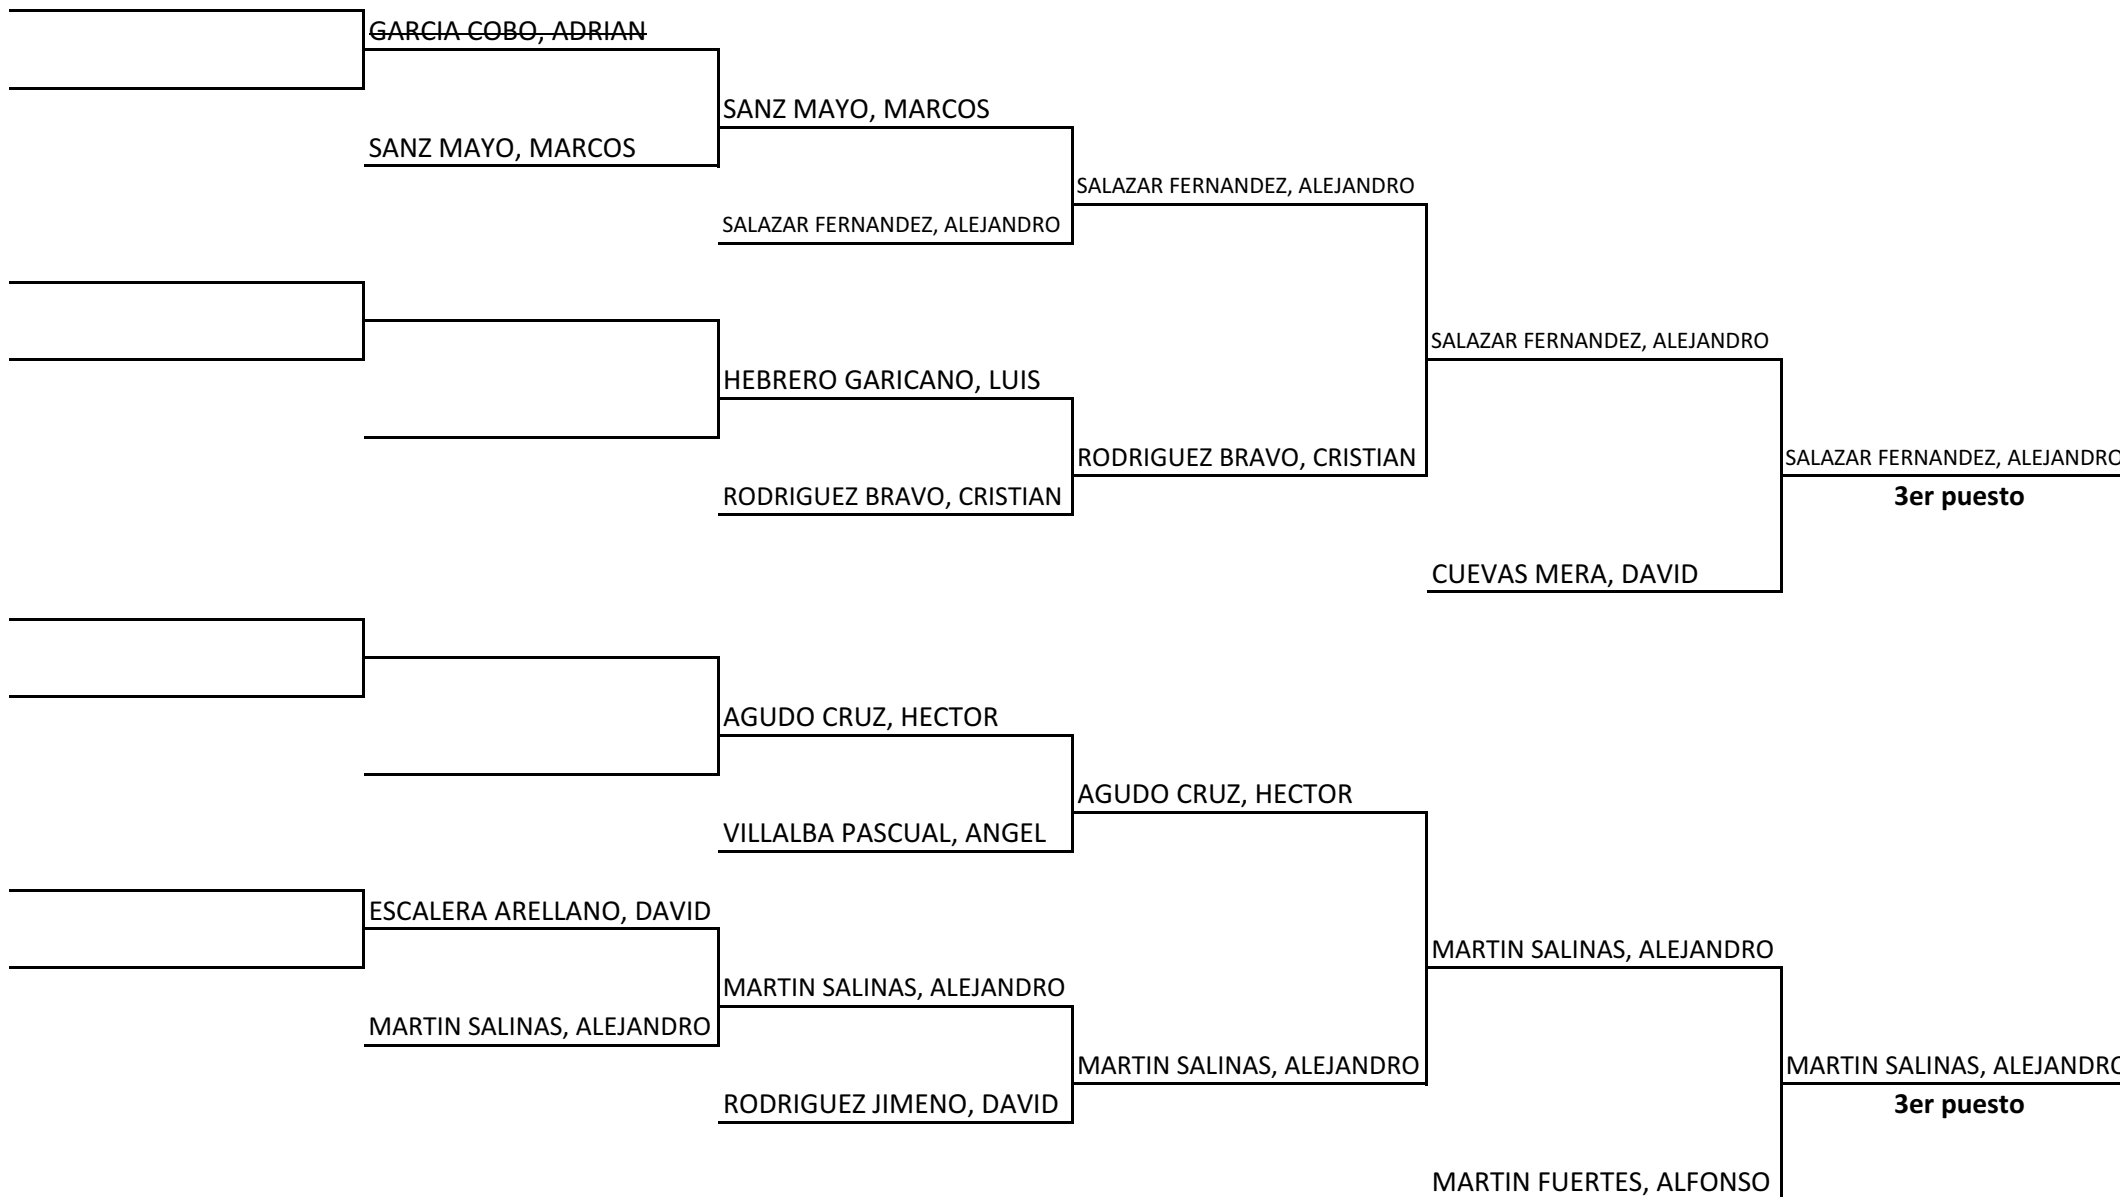 GARCIA COBO, ADRIAN
SANZ MAYO, MARCOS
SANZ MAYO, MARCOS
SALAZAR FERNANDEZ, ALEJANDRO
SALAZAR FERNANDEZ, ALEJANDRO
SALAZAR FERNANDEZ, ALEJANDRO
HEBRERO GARICANO, LUIS
RODRIGUEZ BRAVO, CRISTIAN
SALAZAR FERNANDEZ, ALEJANDRO
RODRIGUEZ BRAVO, CRISTIAN
3er puesto
CUEVAS MERA, DAVID
AGUDO CRUZ, HECTOR
AGUDO CRUZ, HECTOR
VILLALBA PASCUAL, ANGEL
ESCALERA ARELLANO, DAVID
MARTIN SALINAS, ALEJANDRO
MARTIN SALINAS, ALEJANDRO
MARTIN SALINAS, ALEJANDRO
MARTIN SALINAS, ALEJANDRO
MARTIN SALINAS, ALEJANDRO
RODRIGUEZ JIMENO, DAVID
3er puesto
MARTIN FUERTES, ALFONSO